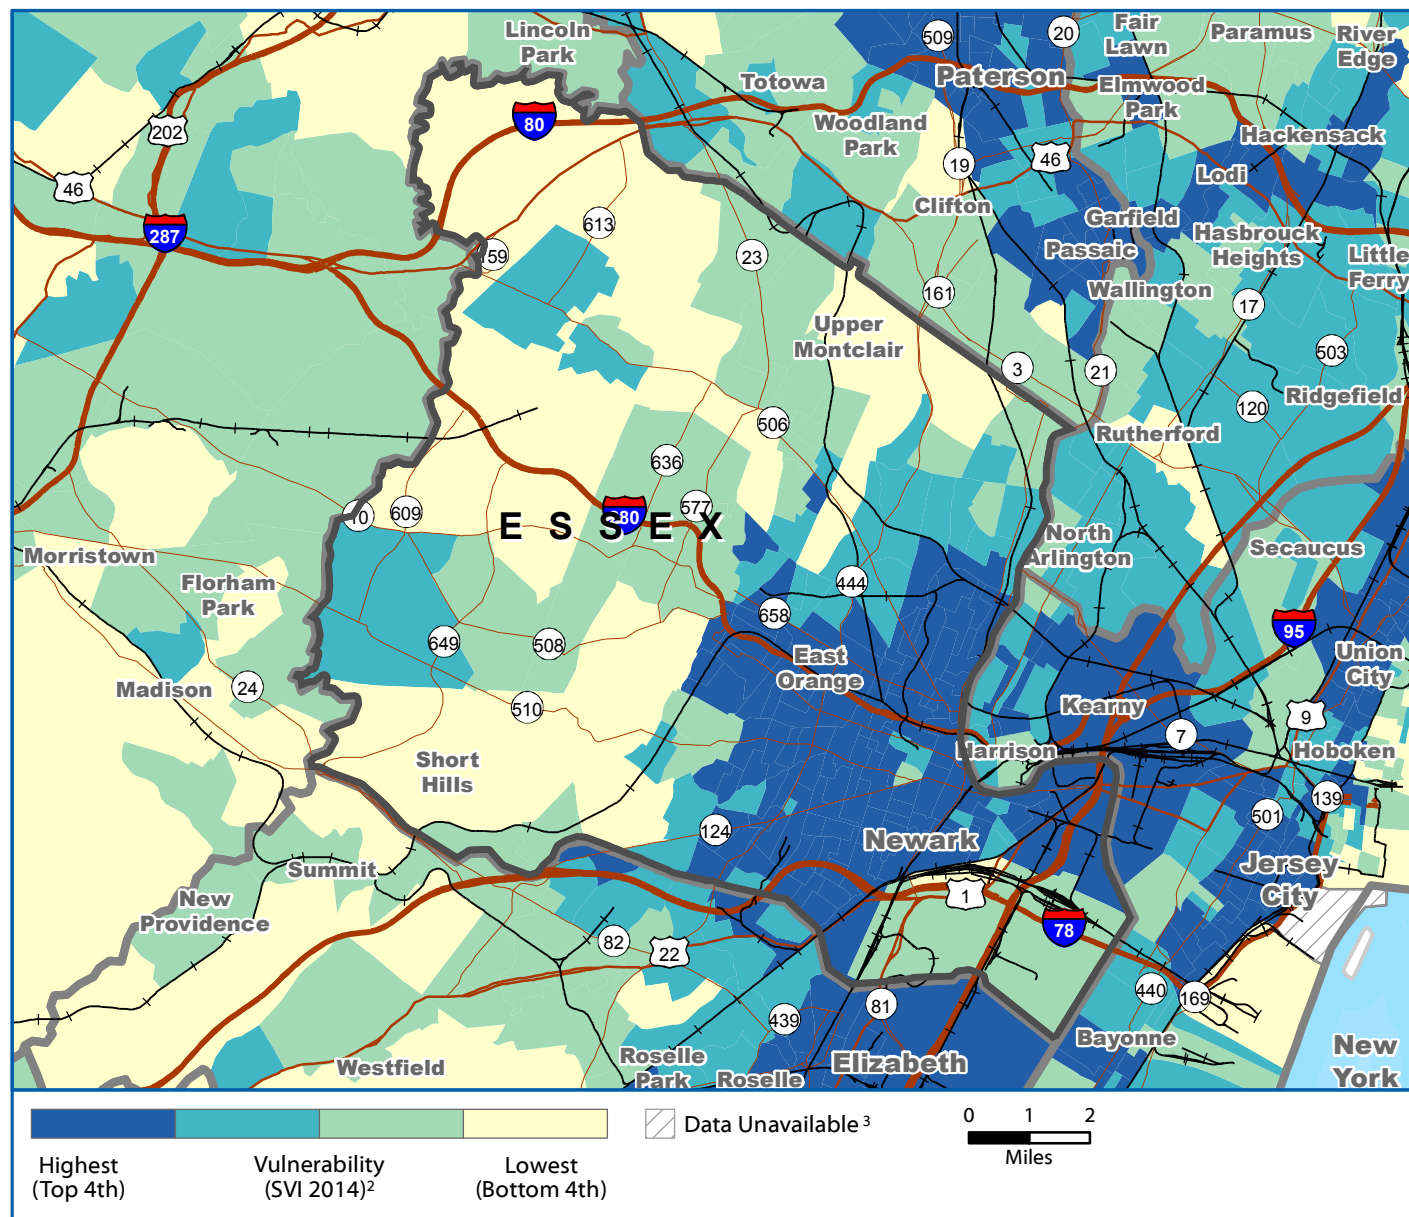 Lincoln
Park
509
20
Fair
Lawn
Paramus
River
Edge
Totowa
Paterson
Elmwood
Park
80
202
Woodland
Park
Hackensack
46
19
46
Lodi
Clifton
Garfield
287
613
Passaic
Hasbrouck
Heights
159
23
Little
Ferry
161
Wallington
17
Upper
Montclair
503
3
21
Ridgefield
120
506
Rutherford
636
577
10
609
280
E S S E X
North
Arlington
Secaucus
Morristown
Florham
Park
444
658
95
649
508
East
Orange
Union
City
Madison
24
510
Kearny
9
7
Harrison
Hoboken
Short
Hills
139
124
501
Newark
Jersey
City
Summit
New
Providence
1
78
82
22
440
169
81
439
Bayonne
New
York
Westfield
Roselle
Park
Roselle
Elizabeth
Highest
(Top 4th)
Vulnerability
(SVI 2014)2
Lowest
(Bottom 4th)
Data Unavailable 3
0 1 2
Miles